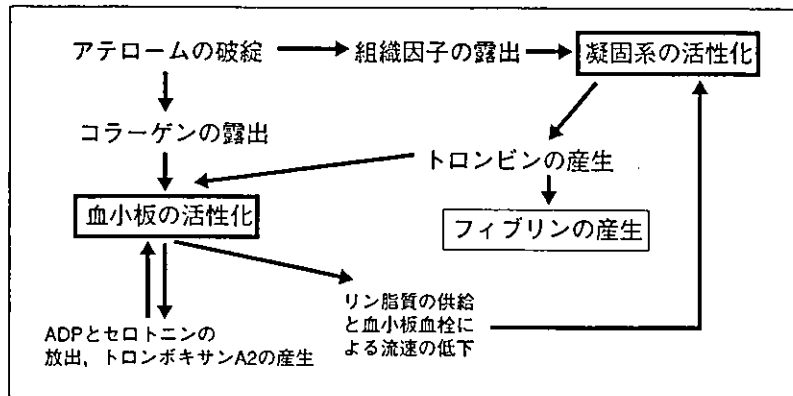 アテロームの破綻
組織因子の露出
凝固系の活性化
コラーゲンの露出
トロンビンの産生
血小板の活性化
フィブリンの産生
リン脂質の供給
と血小板血栓に
よる流速の低下
ADPとセロトニンの
放出，トロンボキサンA2の産生